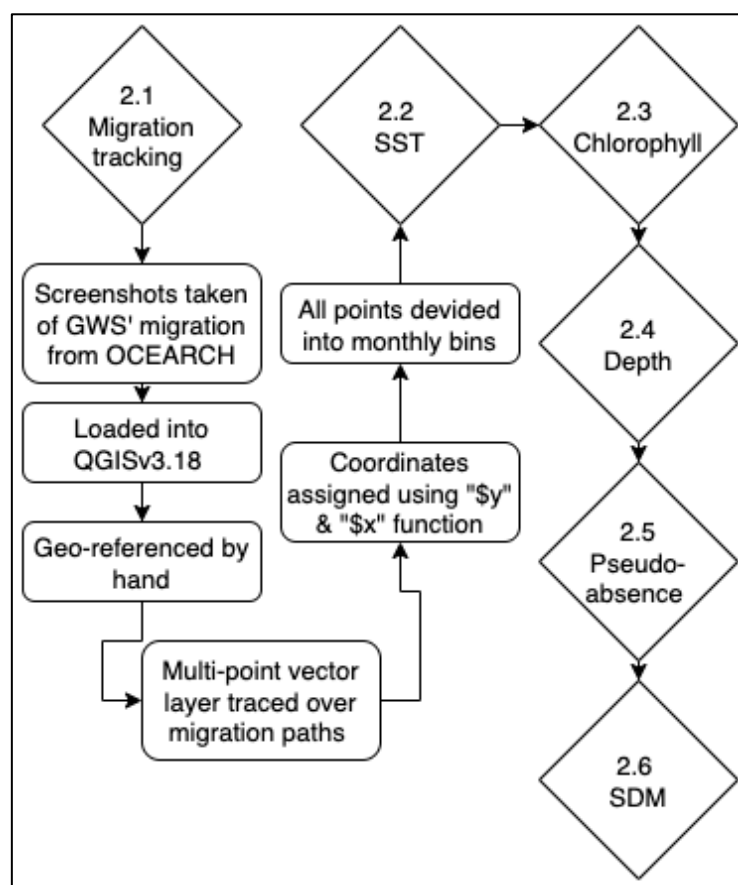 2.1
Migration
tracking
Screenshots taken
of GWS' migration
from OCEARCH
Loaded into
QGISv3.18
Geo-referenced by
hand
Multi-point vector
layer traced over
migration paths
Coordinates
assigned using "$y"
& "$x" function
All points devided
into monthly bins
2.2
SST
2.3
Chlorophyll
2.4
Depth
2.5
Pseudo-
absence
2.6
SDM